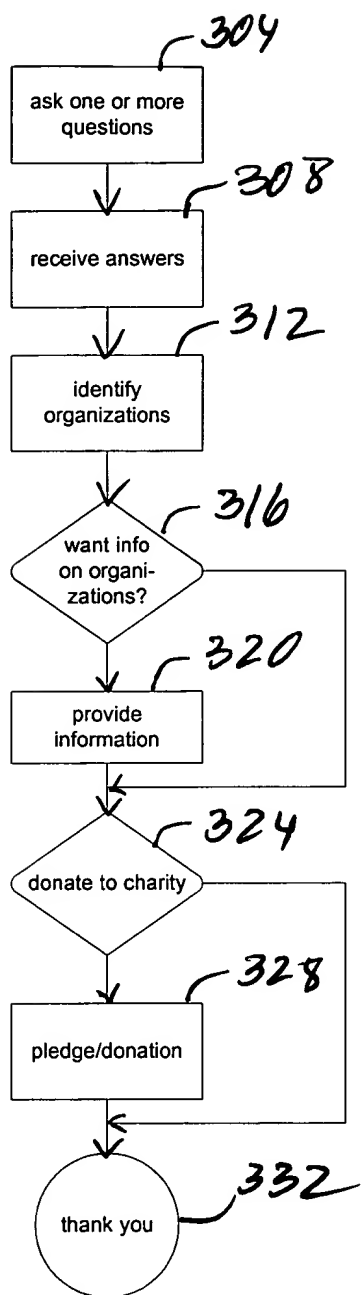 304
ask one or more
questions
308
receive answers
312
identify
organizations
316
want info
on organi-
zations?
320
provide
information
324
donate to charity
328
pledge/donation
332
thank you